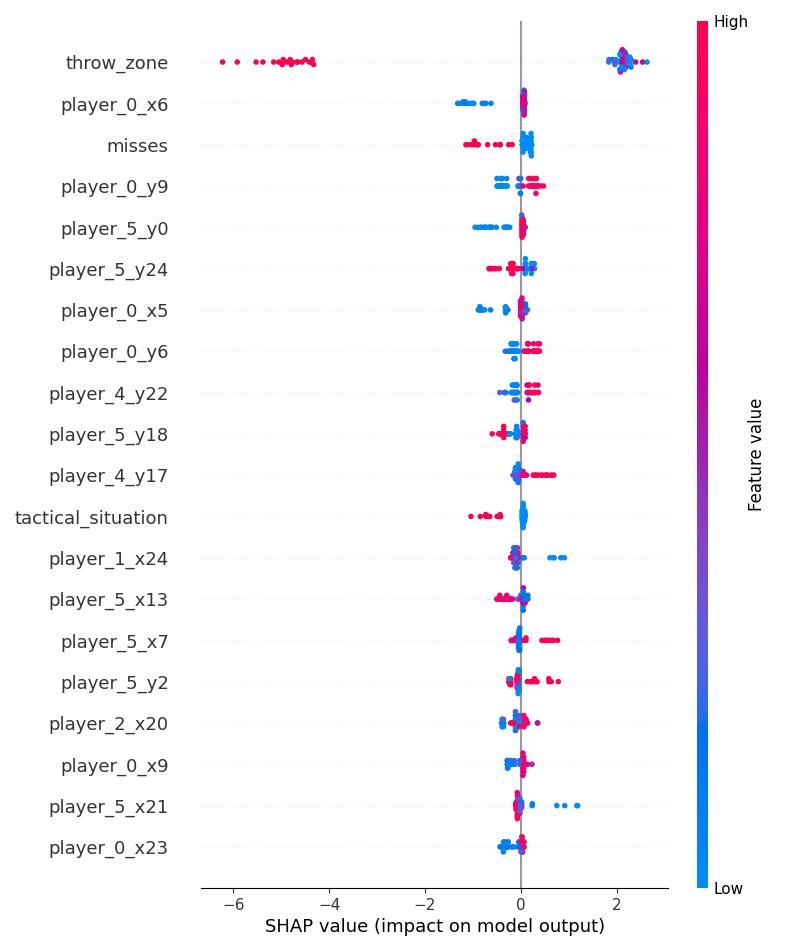 High
throw_zone
player_0_x6
misses
player_0_y9
player_5_y0
player_5_y24
player_0_x5
player_0_y6
player_4_y22
player_5_y18
player_4_y17
tactical_situation
player_1_x24
player_5_x13
player_5_x7
player_5_y2
player_2_x20
player_0_x9
player_5_x21
player_0_x23
Feature value
Low
−6 −4 −2 0 2
SHAP value (impact on model output)